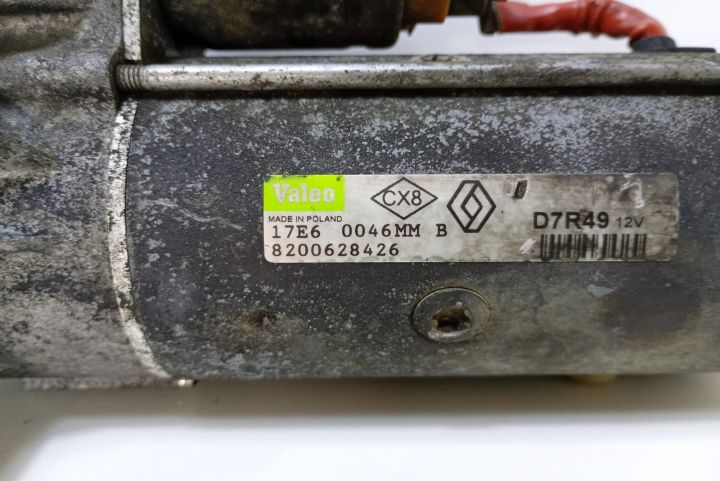 Valeo CX8
MADE IN POLAND D7R49 12V
17E6 0046MM B
8200628426